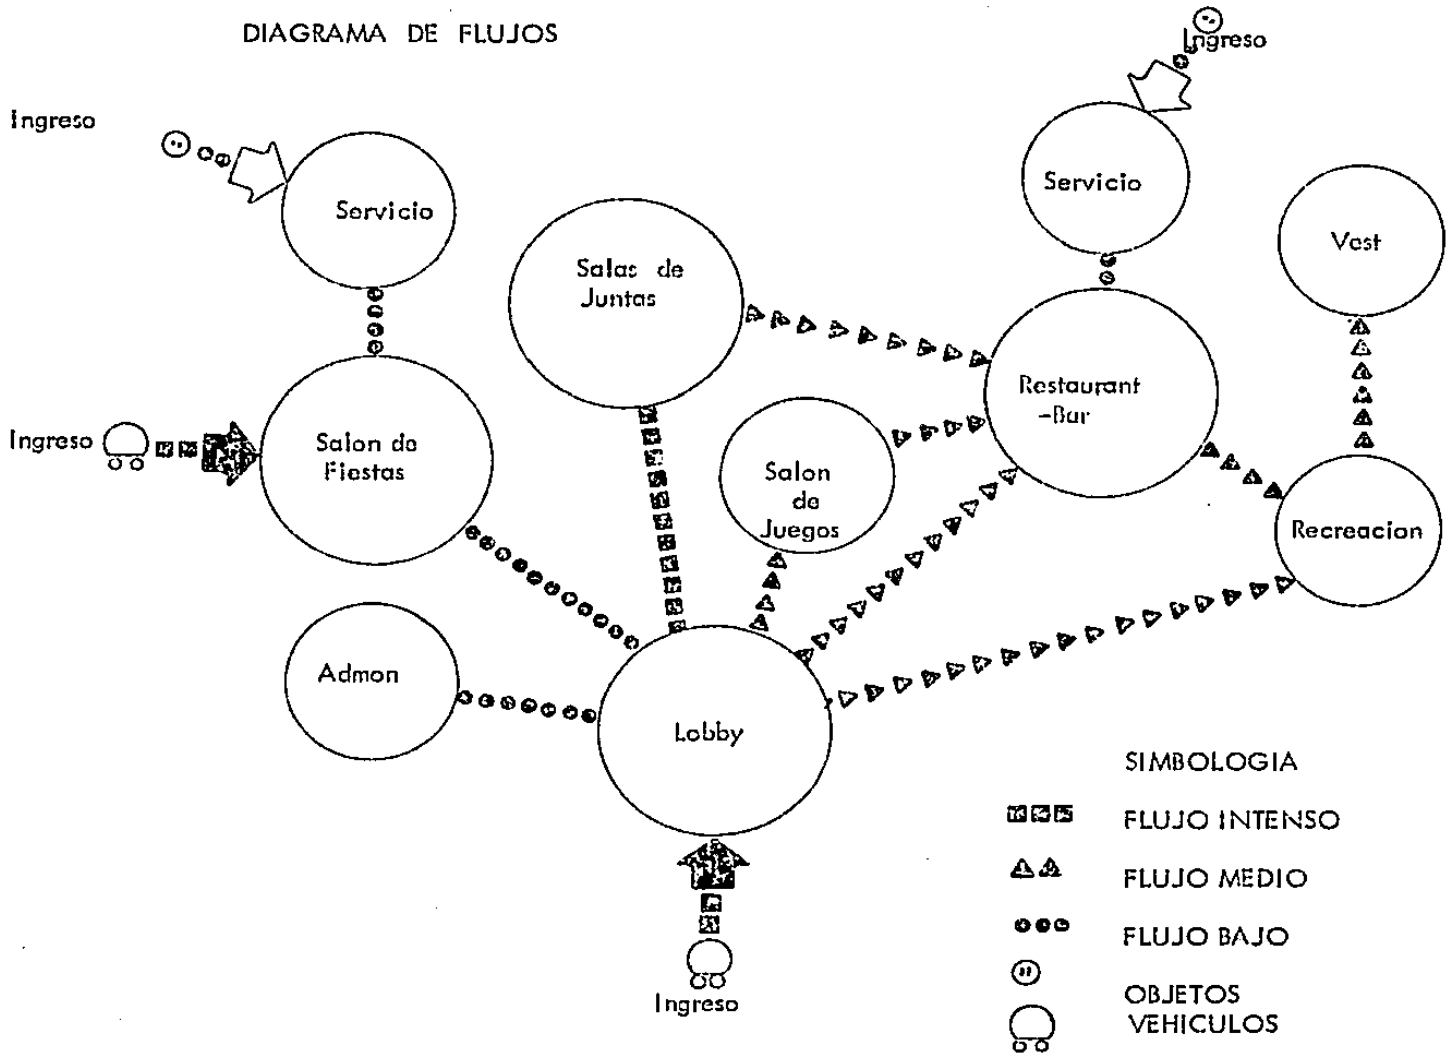 DIAGRAMA DE FLUJOS
Ingreso
Ingreso
Servicio
Servicio
Vest
Salas de
Juntas
Restaurant
-Bar
Ingreso
Salon de
Fiestas
Salon
de
Juegos
Recreacion
Admon
Lobby
Ingreso
SIMBOLOGIA
FLUJO INTENSO
FLUJO MEDIO
FLUJO BAJO
OBJETOS
VEHICULOS